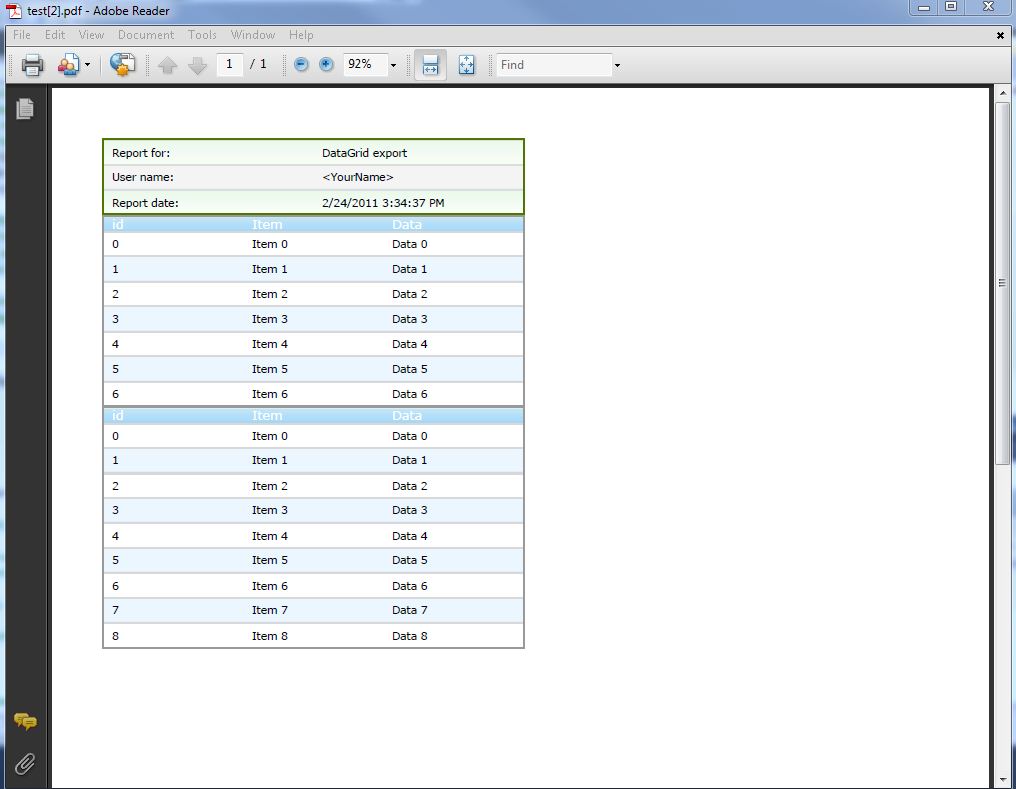 test[2].pdf - Adobe Reader
File Edit View Document Tools Window Help
1 / 1 92% Find
Report for: DataGrid export
User name: <YourName>
Report date: 2/24/2011 3:34:37 PM
id Item Data
0 Item 0 Data 0
1 Item 1 Data 1
2 Item 2 Data 2
3 Item 3 Data 3
4 Item 4 Data 4
5 Item 5 Data 5
6 Item 6 Data 6
id Item Data
0 Item 0 Data 0
1 Item 1 Data 1
2 Item 2 Data 2
3 Item 3 Data 3
4 Item 4 Data 4
5 Item 5 Data 5
6 Item 6 Data 6
7 Item 7 Data 7
8 Item 8 Data 8